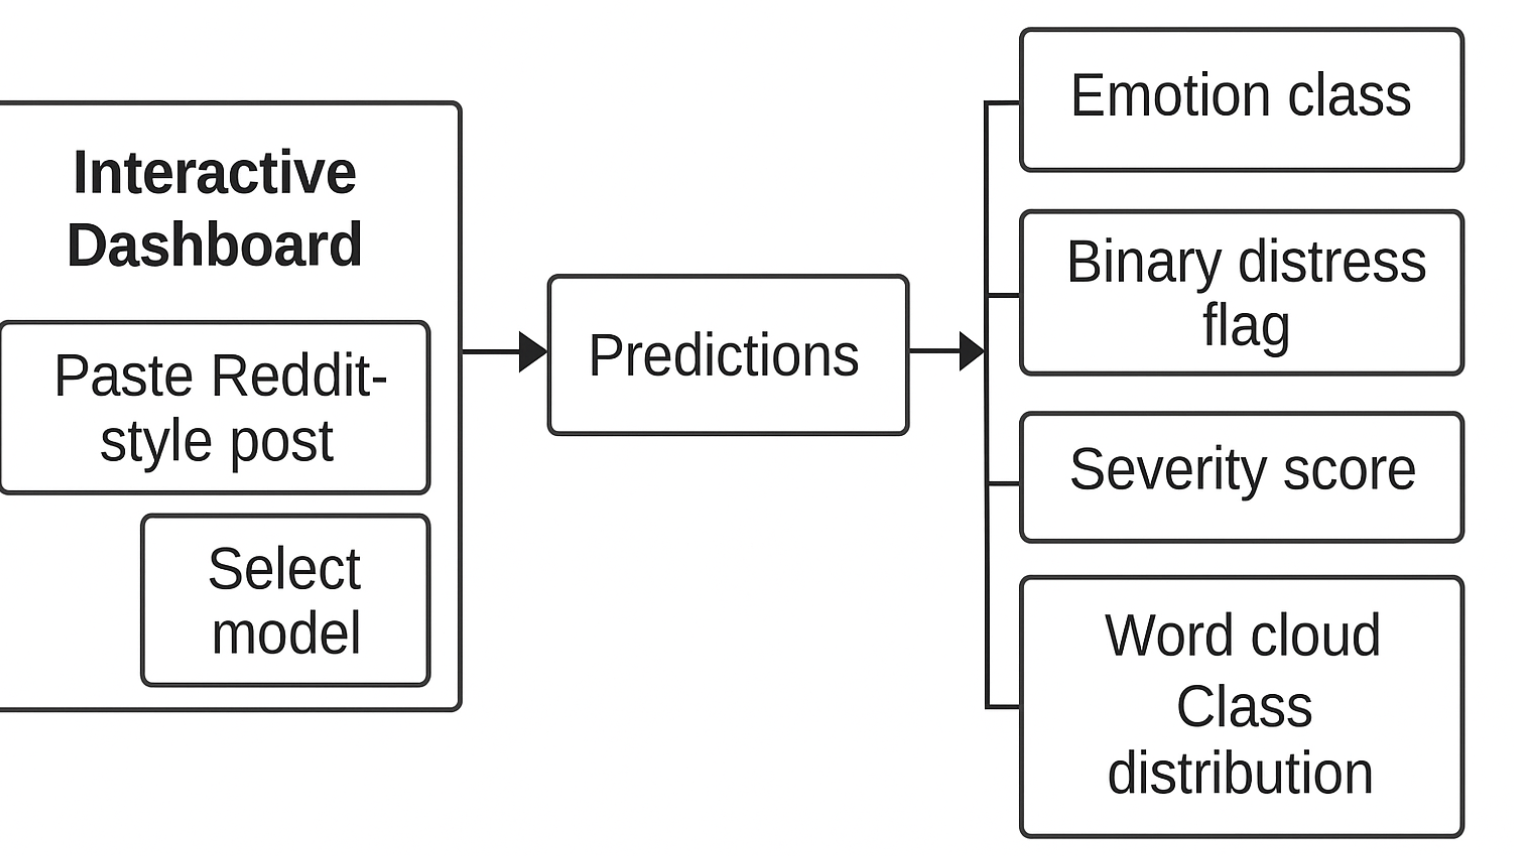 Interactive
Dashboard
Paste Reddit-
style post
Select
model
Predictions
Emotion class
Binary distress
flag
Severity score
Word cloud
Class
distribution